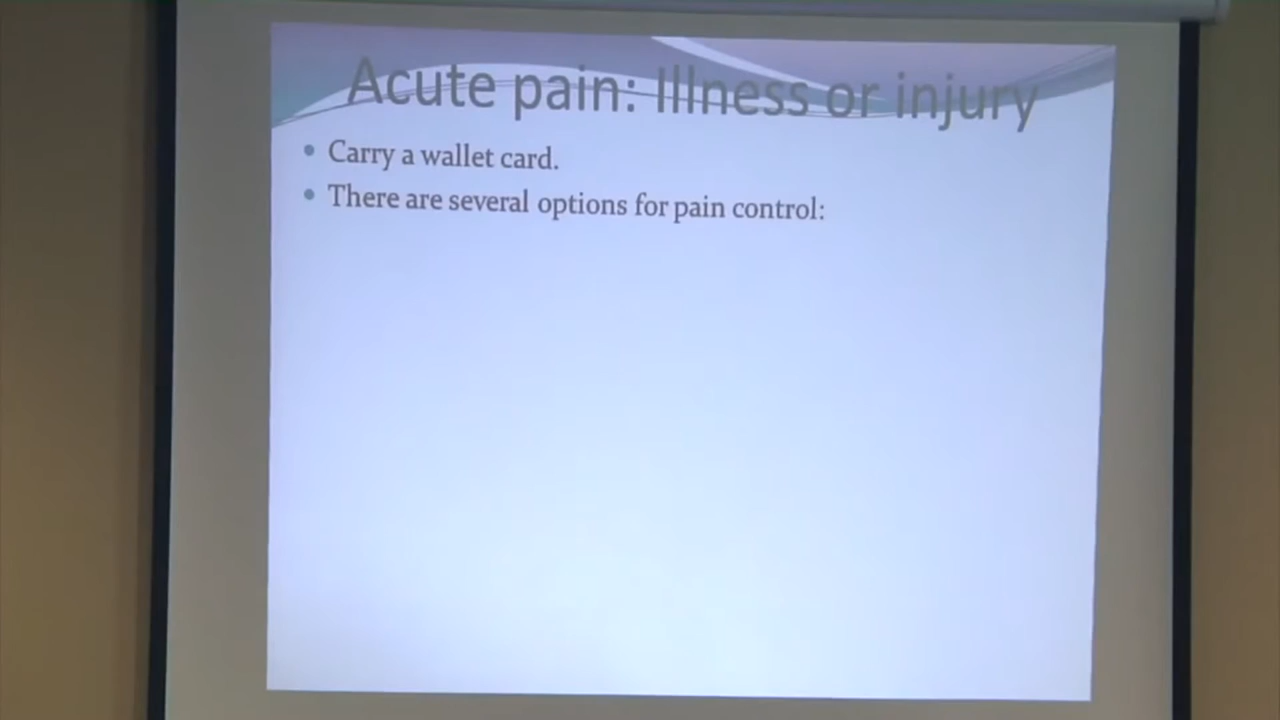 Acute pain: Illness or injury
Carry a wallet card.
There are several options for pain control: